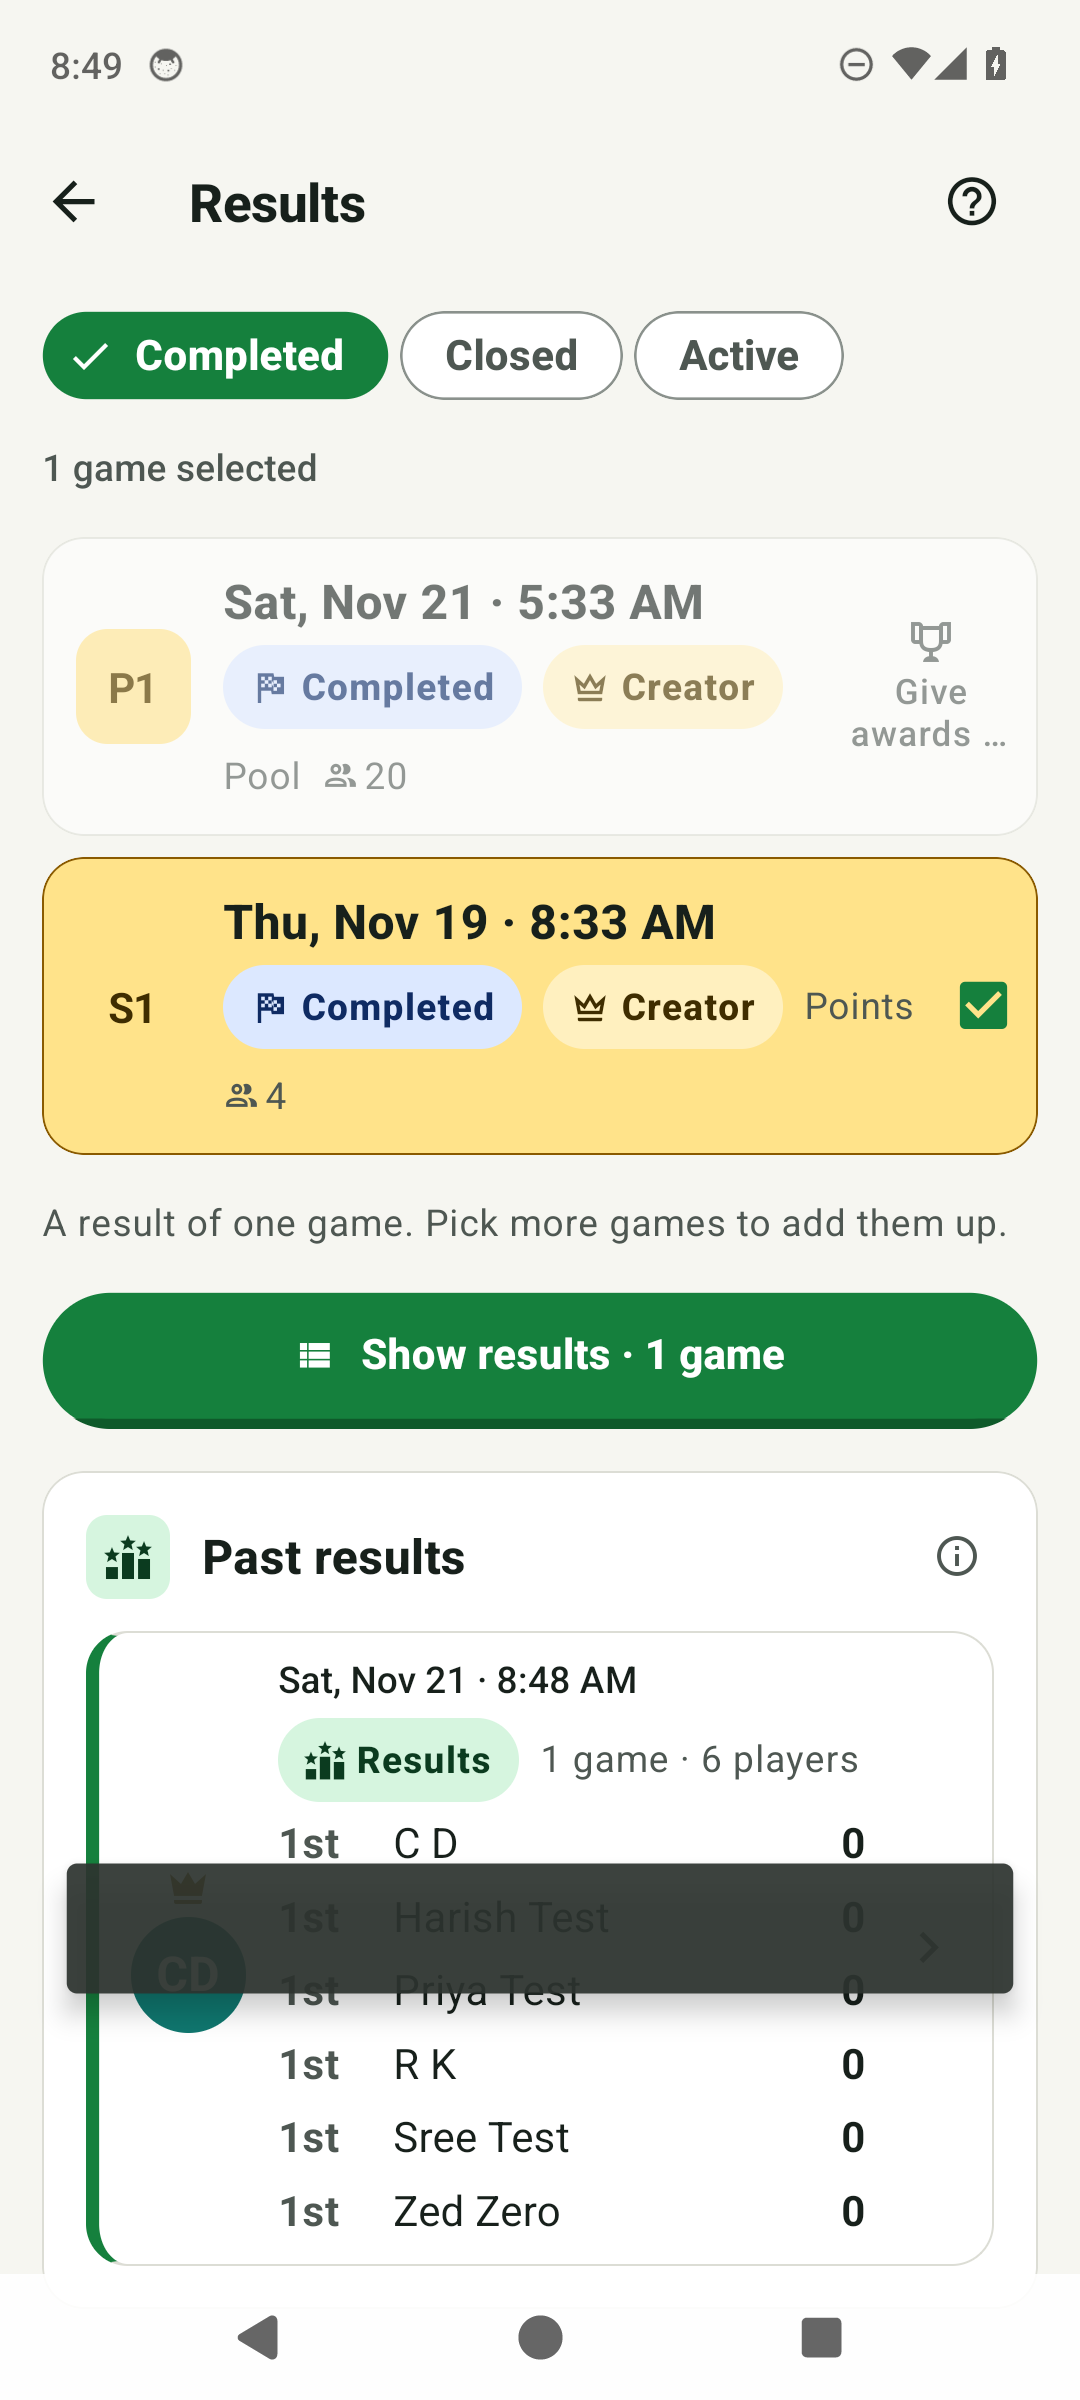 8:49
Results
Completed
Closed
Active
1 game selected
Sat, Nov 21 · 5:33 AM
P1
Completed
Creator
Give
awards ...
Pool 20
Thu, Nov 19 · 8:33 AM
S1
Completed
Creator
Points
4
A result of one game. Pick more games to add them up.
Show results · 1 game
Past results
Sat, Nov 21 · 8:48 AM
Results
1 game · 6 players
1st C D 0
1st Harish Test 0
CD
1st Priya Test 0
1st R K 0
1st Sree Test 0
1st Zed Zero 0